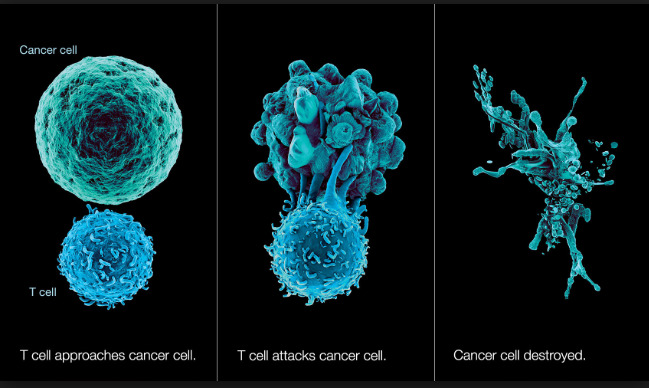 Cancer cell
T cell
T cell approaches cancer cell.
T cell attacks cancer cell.
Cancer cell destroyed.